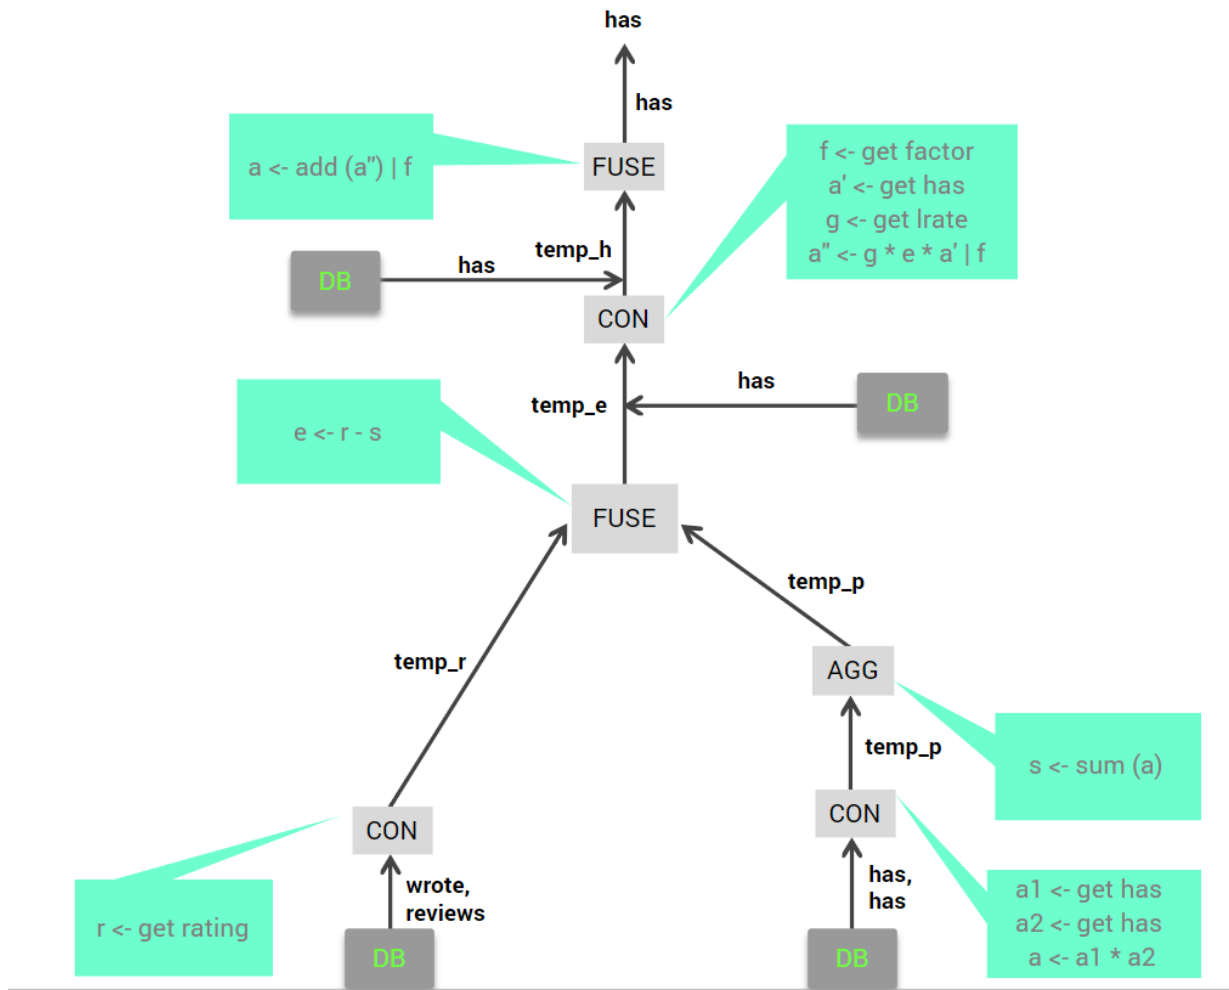 has
has
a <- add (a") | f
FUSE
f <- get factor
a' <- get has
g <- get lrate
a" <- g * e * a' | f
temp_h
has
DB
CON
has
DB
temp_e
e <- r - s
FUSE
temp_p
temp_r
AGG
temp_p
s <- sum (a)
CON
CON
has,
has
wrote,
reviews
a1 <- get has
a2 <- get has
a <- a1 * a2
r <- get rating
DB
DB